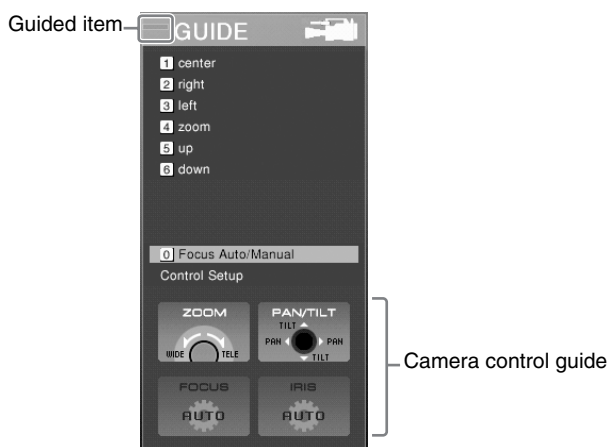 Guided item
GUIDE
1 center
2 right
3 left
4 zoom
5 up
6 down
0 Focus Auto/Manual
Control Setup
ZOOM
WIDE TELE
PAN/TILT
TILT
PAN PAN
TILT
FOCUS
AUTO
IRIS
AUTO
Camera control guide